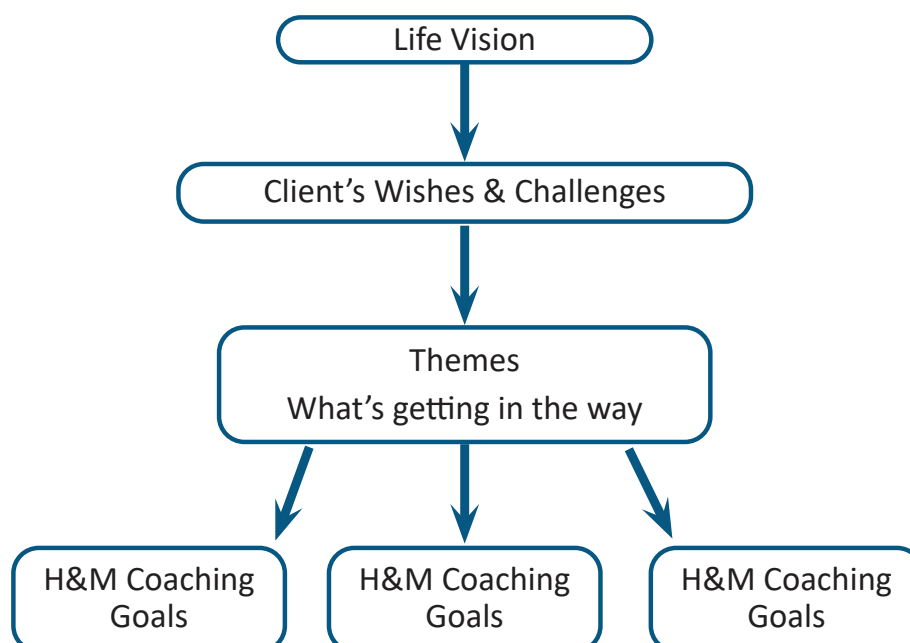 Life Vision
Client’s Wishes & Challenges
Themes
What’s getting in the way
H&M Coaching
Goals
H&M Coaching
Goals
H&M Coaching
Goals